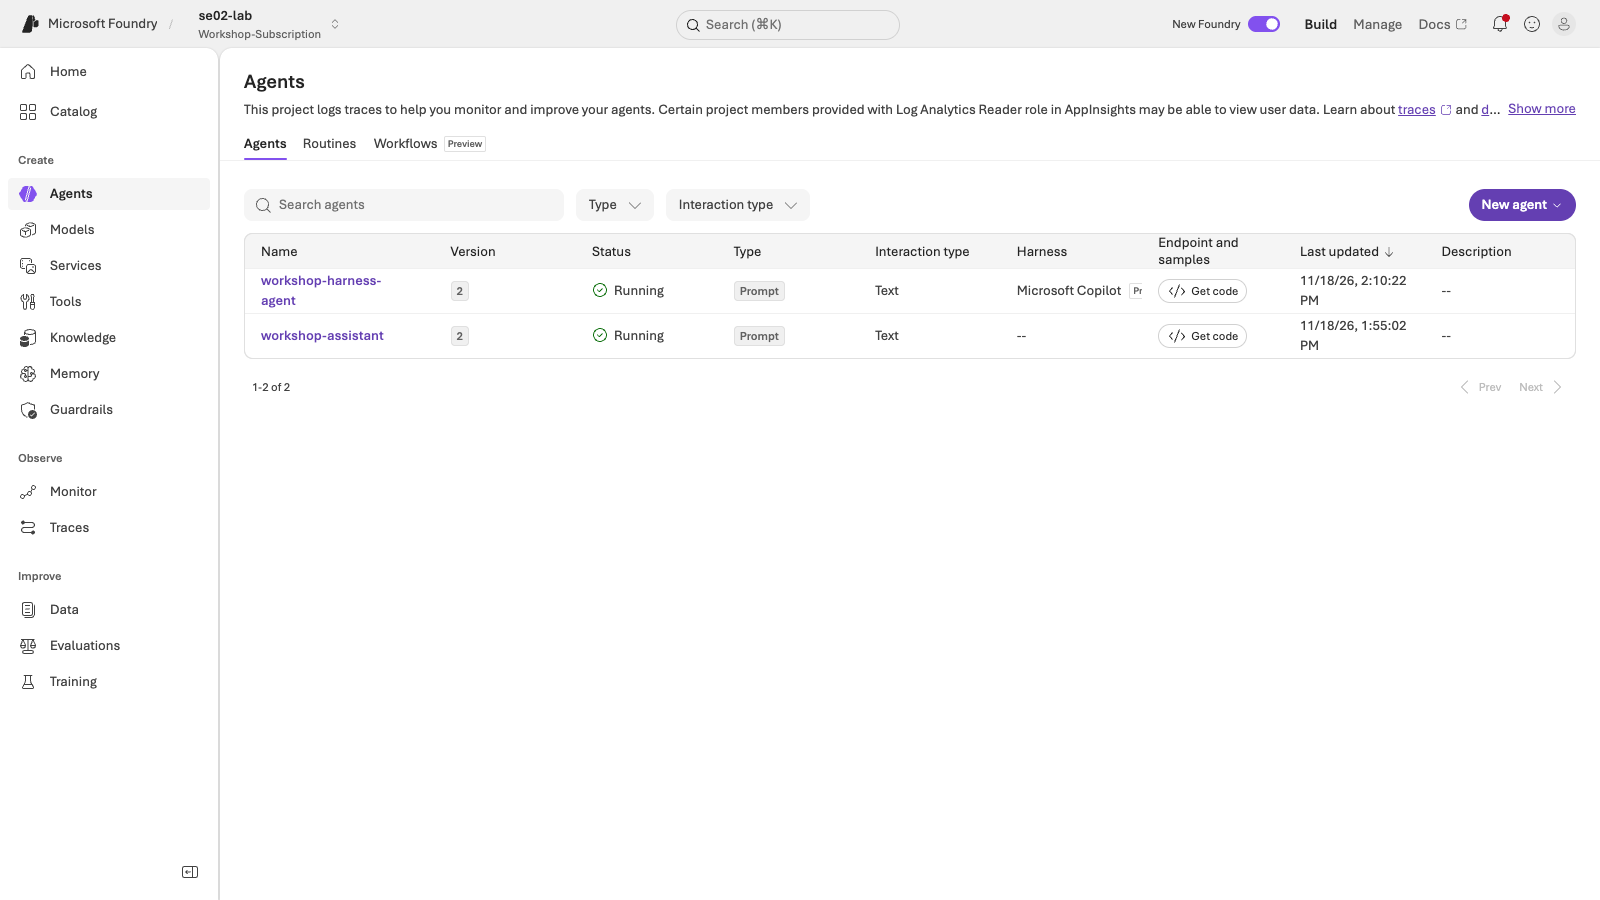 Microsoft Foundry / se02-lab
Workshop-Subscription
Search (⌘K)
New Foundry
Build
Manage
Docs
Home
Catalog
Create
Agents
Models
Services
Tools
Knowledge
Memory
Guardrails
Observe
Monitor
Traces
Improve
Data
Evaluations
Training
Agents
This project logs traces to help you monitor and improve your agents. Certain project members provided with Log Analytics Reader role in AppInsights may be able to view user data. Learn about traces and d... Show more
Agents Routines Workflows Preview
Search agents
Type
Interaction type
New agent
Name Version Status Type Interaction type Harness Endpoint and samples Last updated ↓ Description
workshop-harness-agent 2 Running Prompt Text Microsoft Copilot Pr </> Get code 11/18/26, 2:10:22 PM --
workshop-assistant 2 Running Prompt Text -- </> Get code 11/18/26, 1:55:02 PM --
1-2 of 2
Prev Next